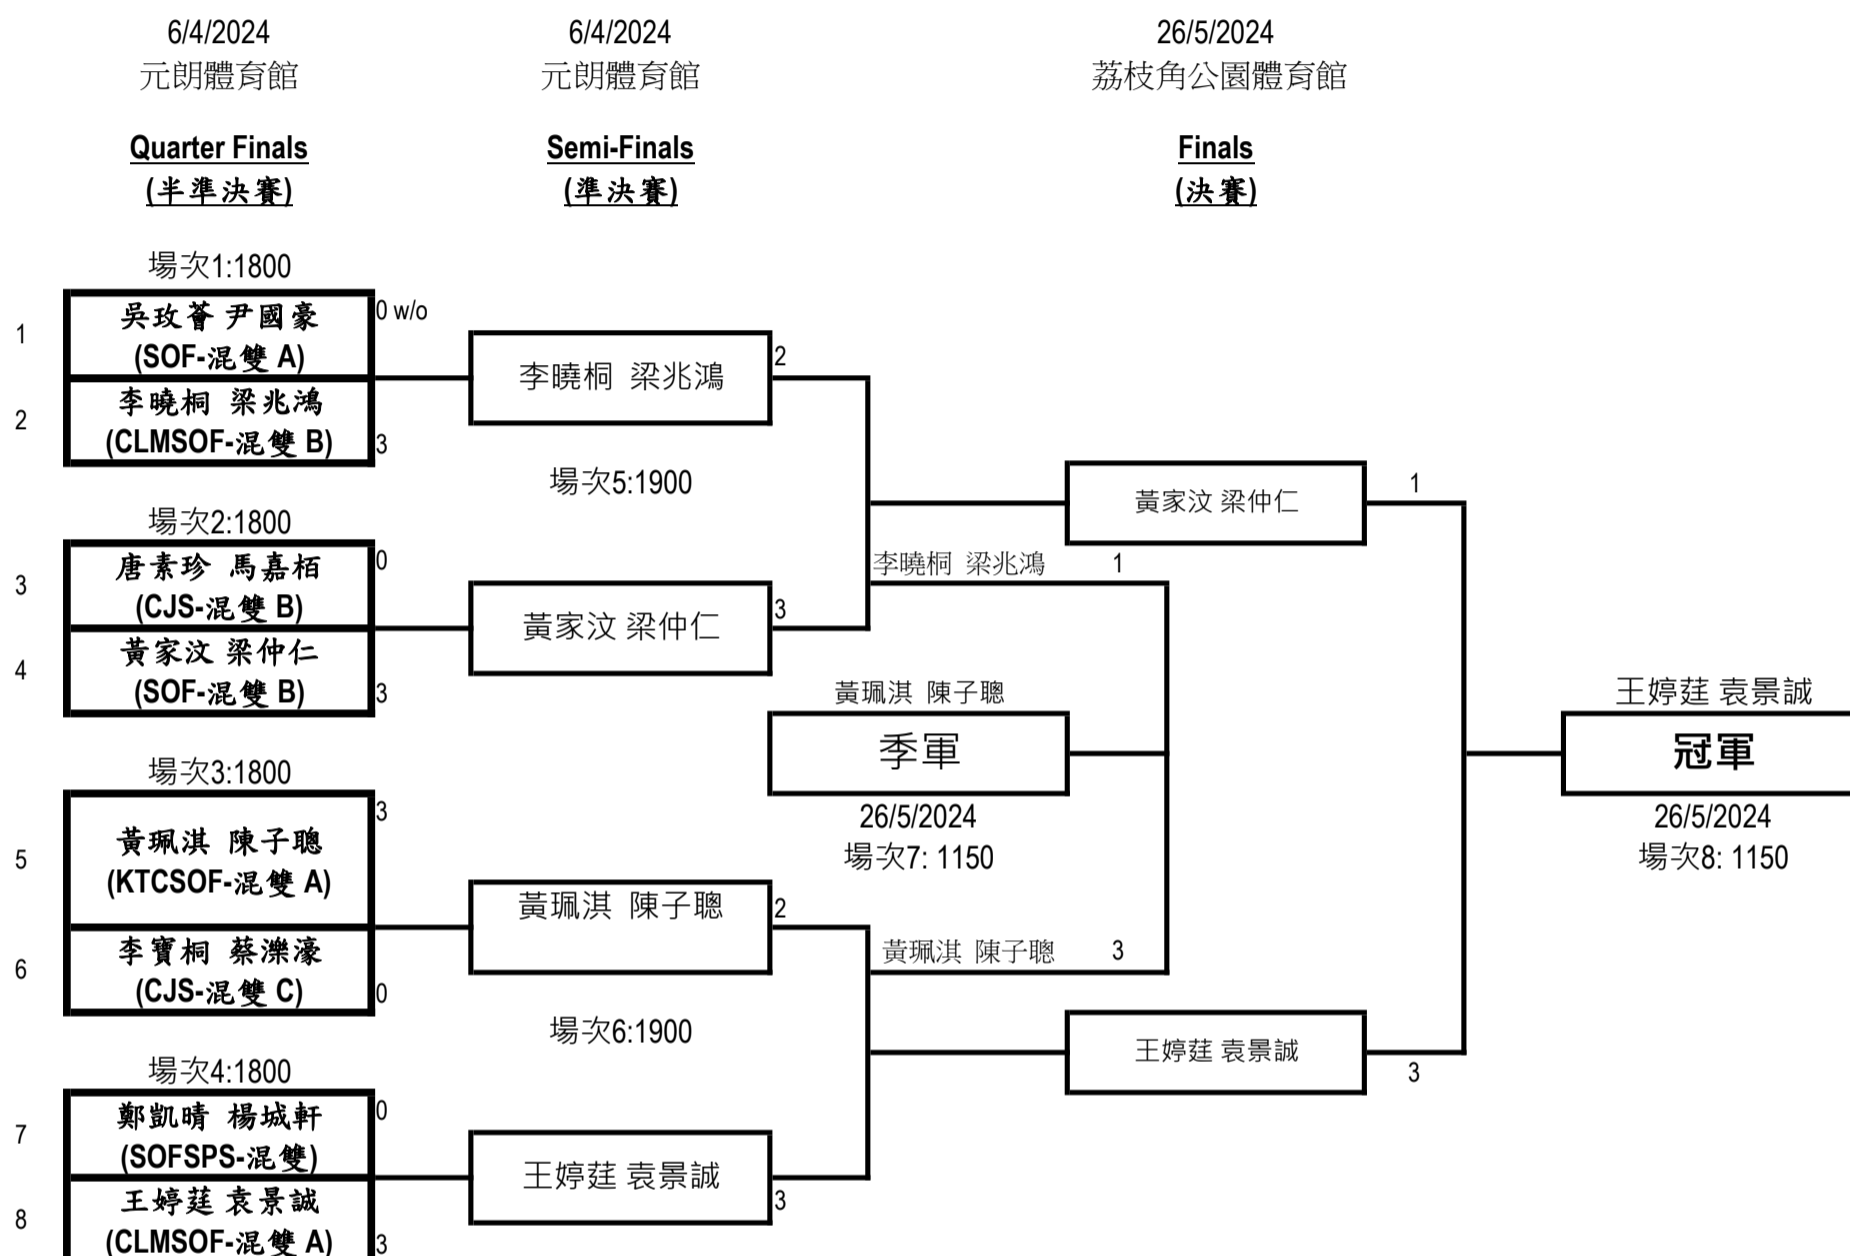 6/4/2024
元朗體育館
Quarter Finals
(半準決賽)
6/4/2024
元朗體育館
Semi-Finals
(準決賽)
26/5/2024
荔枝角公園體育館
Finals
(決賽)
場次1:1800
1
吳玫薈 尹國豪
(SOF-混雙 A)
0 w/o
2
李曉桐 梁兆鴻
(CLMSOF-混雙 B)
3
場次2:1800
3
唐素珍 馬嘉栢
(CJS-混雙 B)
0
4
黃家汶 梁仲仁
(SOF-混雙 B)
3
場次3:1800
5
黃珮淇 陳子聰
(KTCSOF-混雙 A)
3
6
李寶桐 蔡濼濠
(CJS-混雙 C)
0
場次4:1800
7
鄭凱晴 楊城軒
(SOFSPS-混雙)
0
8
王婷莛 袁景誠
(CLMSOF-混雙 A)
3
李曉桐 梁兆鴻
2
場次5:1900
黃家汶 梁仲仁
3
黃珮淇 陳子聰
2
場次6:1900
王婷莛 袁景誠
3
李曉桐 梁兆鴻
1
黃珮淇 陳子聰
季軍
26/5/2024
場次7: 1150
黃珮淇 陳子聰
3
黃家汶 梁仲仁
1
王婷莛 袁景誠
3
王婷莛 袁景誠
冠軍
26/5/2024
場次8: 1150